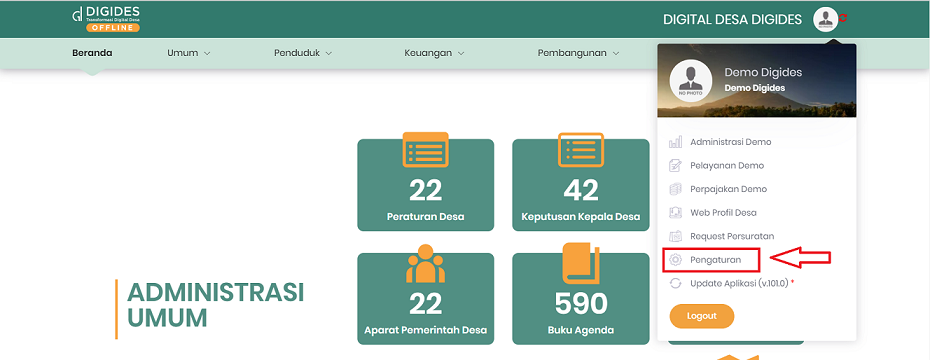 DIGIDES
Transformasi Digital Desa
OFFLINE
DIGITAL DESA DIGIDES
Beranda
Umum
Penduduk
Keuangan
Pembangunan
Demo Digides
Demo Digides
NO PHOTO
Administrasi Demo
Pelayanan Demo
Perpajakan Demo
Web Profil Desa
Request Persuratan
Pengaturan
Update Aplikasi (v.101.0) *
Logout
22
Peraturan Desa
42
Keputusan Kepala Desa
ADMINISTRASI
UMUM
22
Aparat Pemerintah Desa
590
Buku Agenda